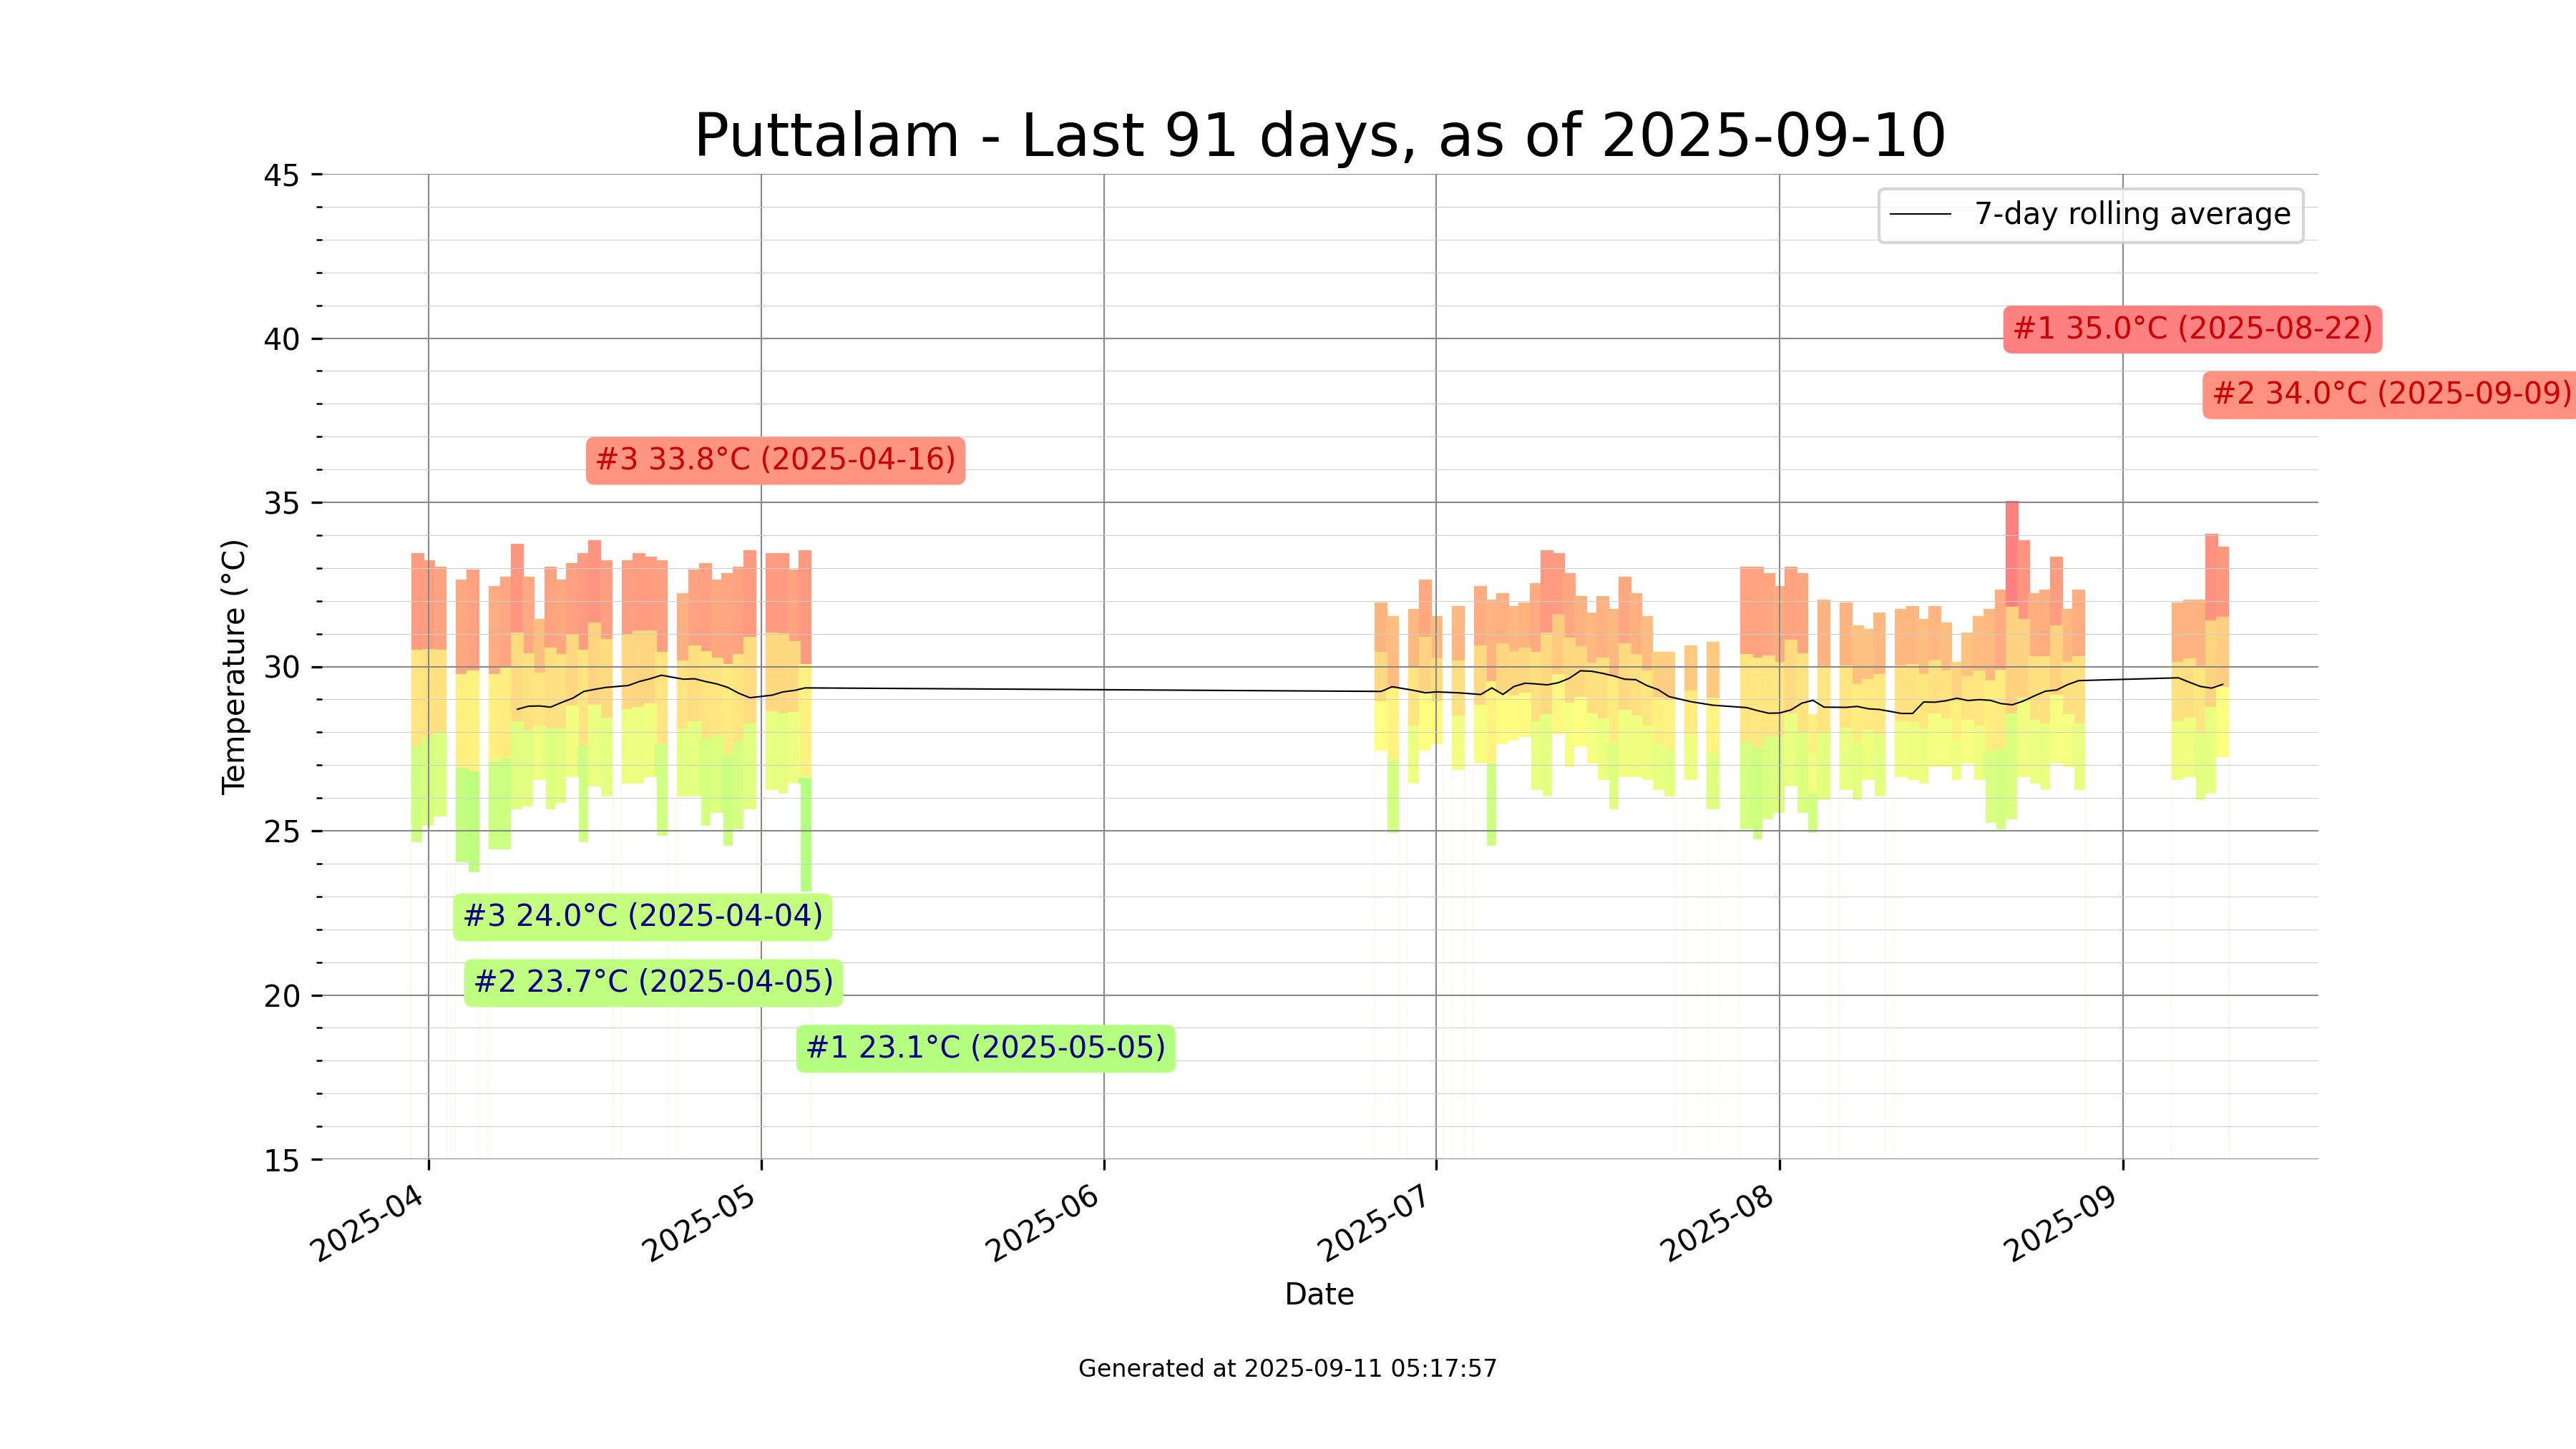 Puttalam - Last 91 days, as of 2025-09-10
7-day rolling average
45
40
35
30
25
20
15
Temperature (°C)
#1 35.0°C (2025-08-22)
#2 34.0°C (2025-09-09)
#3 33.8°C (2025-04-16)
#3 24.0°C (2025-04-04)
#2 23.7°C (2025-04-05)
#1 23.1°C (2025-05-05)
2025-04
2025-05
2025-06
2025-07
2025-08
2025-09
Date
Generated at 2025-09-11 05:17:57